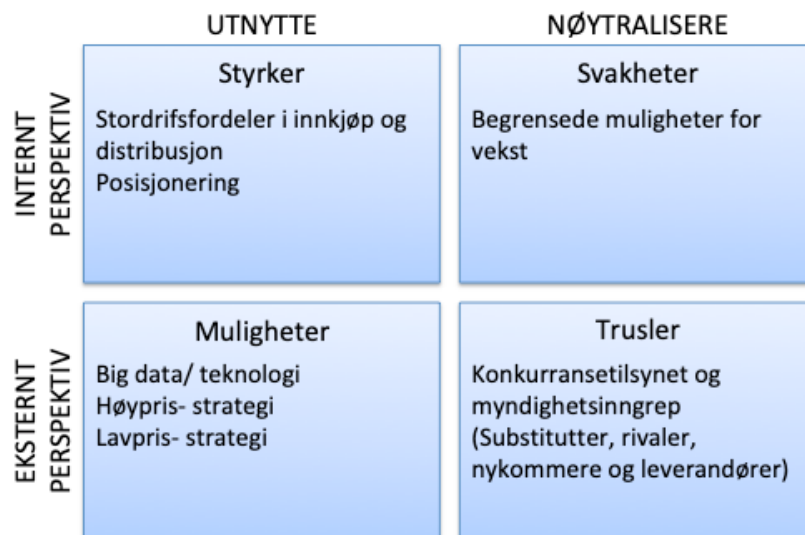 UTNYTTE
NØYTRALISERE
INTERNT
PERSPEKTIV
Styrker
Stordrifsfordeler i innkjøp og
distribusjon
Posisjonering
Svakheter
Begrensede muligheter for
vekst
EKSTERNT
PERSPEKTIV
Muligheter
Big data/ teknologi
Høypris- strategi
Lavpris- strategi
Trusler
Konkurransetilsynet og
myndighetsinngrep
(Substitutter, rivaler,
nykommere og leverandører)